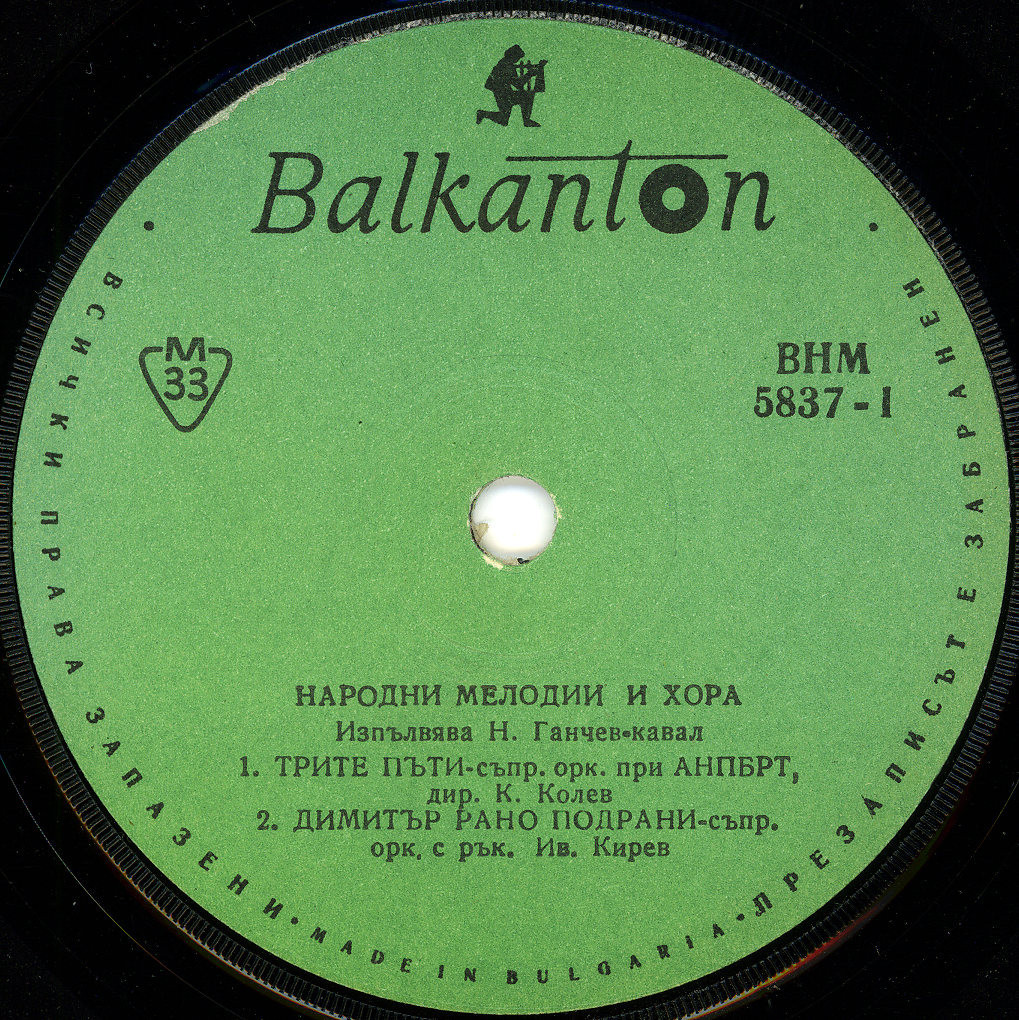 Balkanton
М
33
ВНМ
5837-1
НАРОДНИ МЕЛОДИИ И ХОРА
Изпълвява Н. Ганчев-кавал
1. ТРИТЕ ПЪТИ-съпр. орк. при АНПБРТ,
дир. К. Колев
2. ДИМИТЪР РАНО ПОДРАНИ-съпр.
орк. с рък. Ив. Кирев
ВСИЧКИ ПРАВА ЗАПАЗЕНИ • MADE IN BULGARIA • ПРЕЗАПИСЪТ Е ЗАБРАНЕН